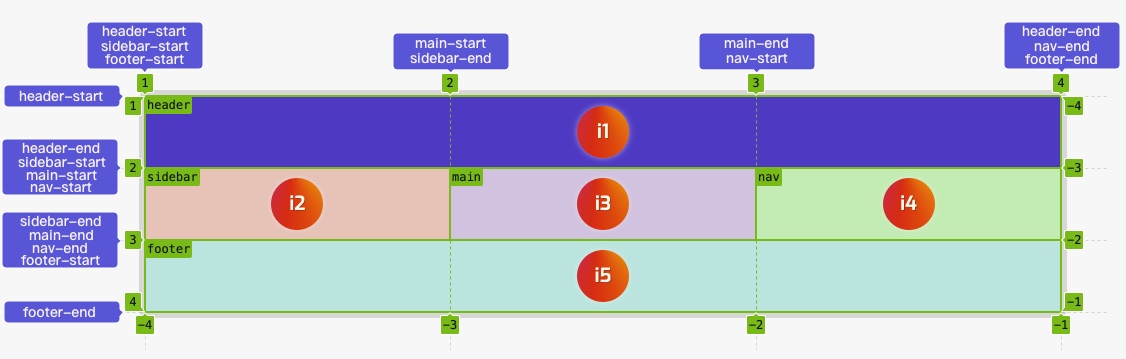 header-start
sidebar-start
footer-start
main-start
sidebar-end
main-end
nav-start
header-end
nav-end
footer-end
1
2
3
4
header-start
1
header
i1
-4
header-end
sidebar-start
main-start
nav-start
2
sidebar
main
nav
-3
i2
i3
i4
sidebar-end
main-end
nav-end
footer-start
3
footer
-2
i5
footer-end
4
-1
-4
-3
-2
-1